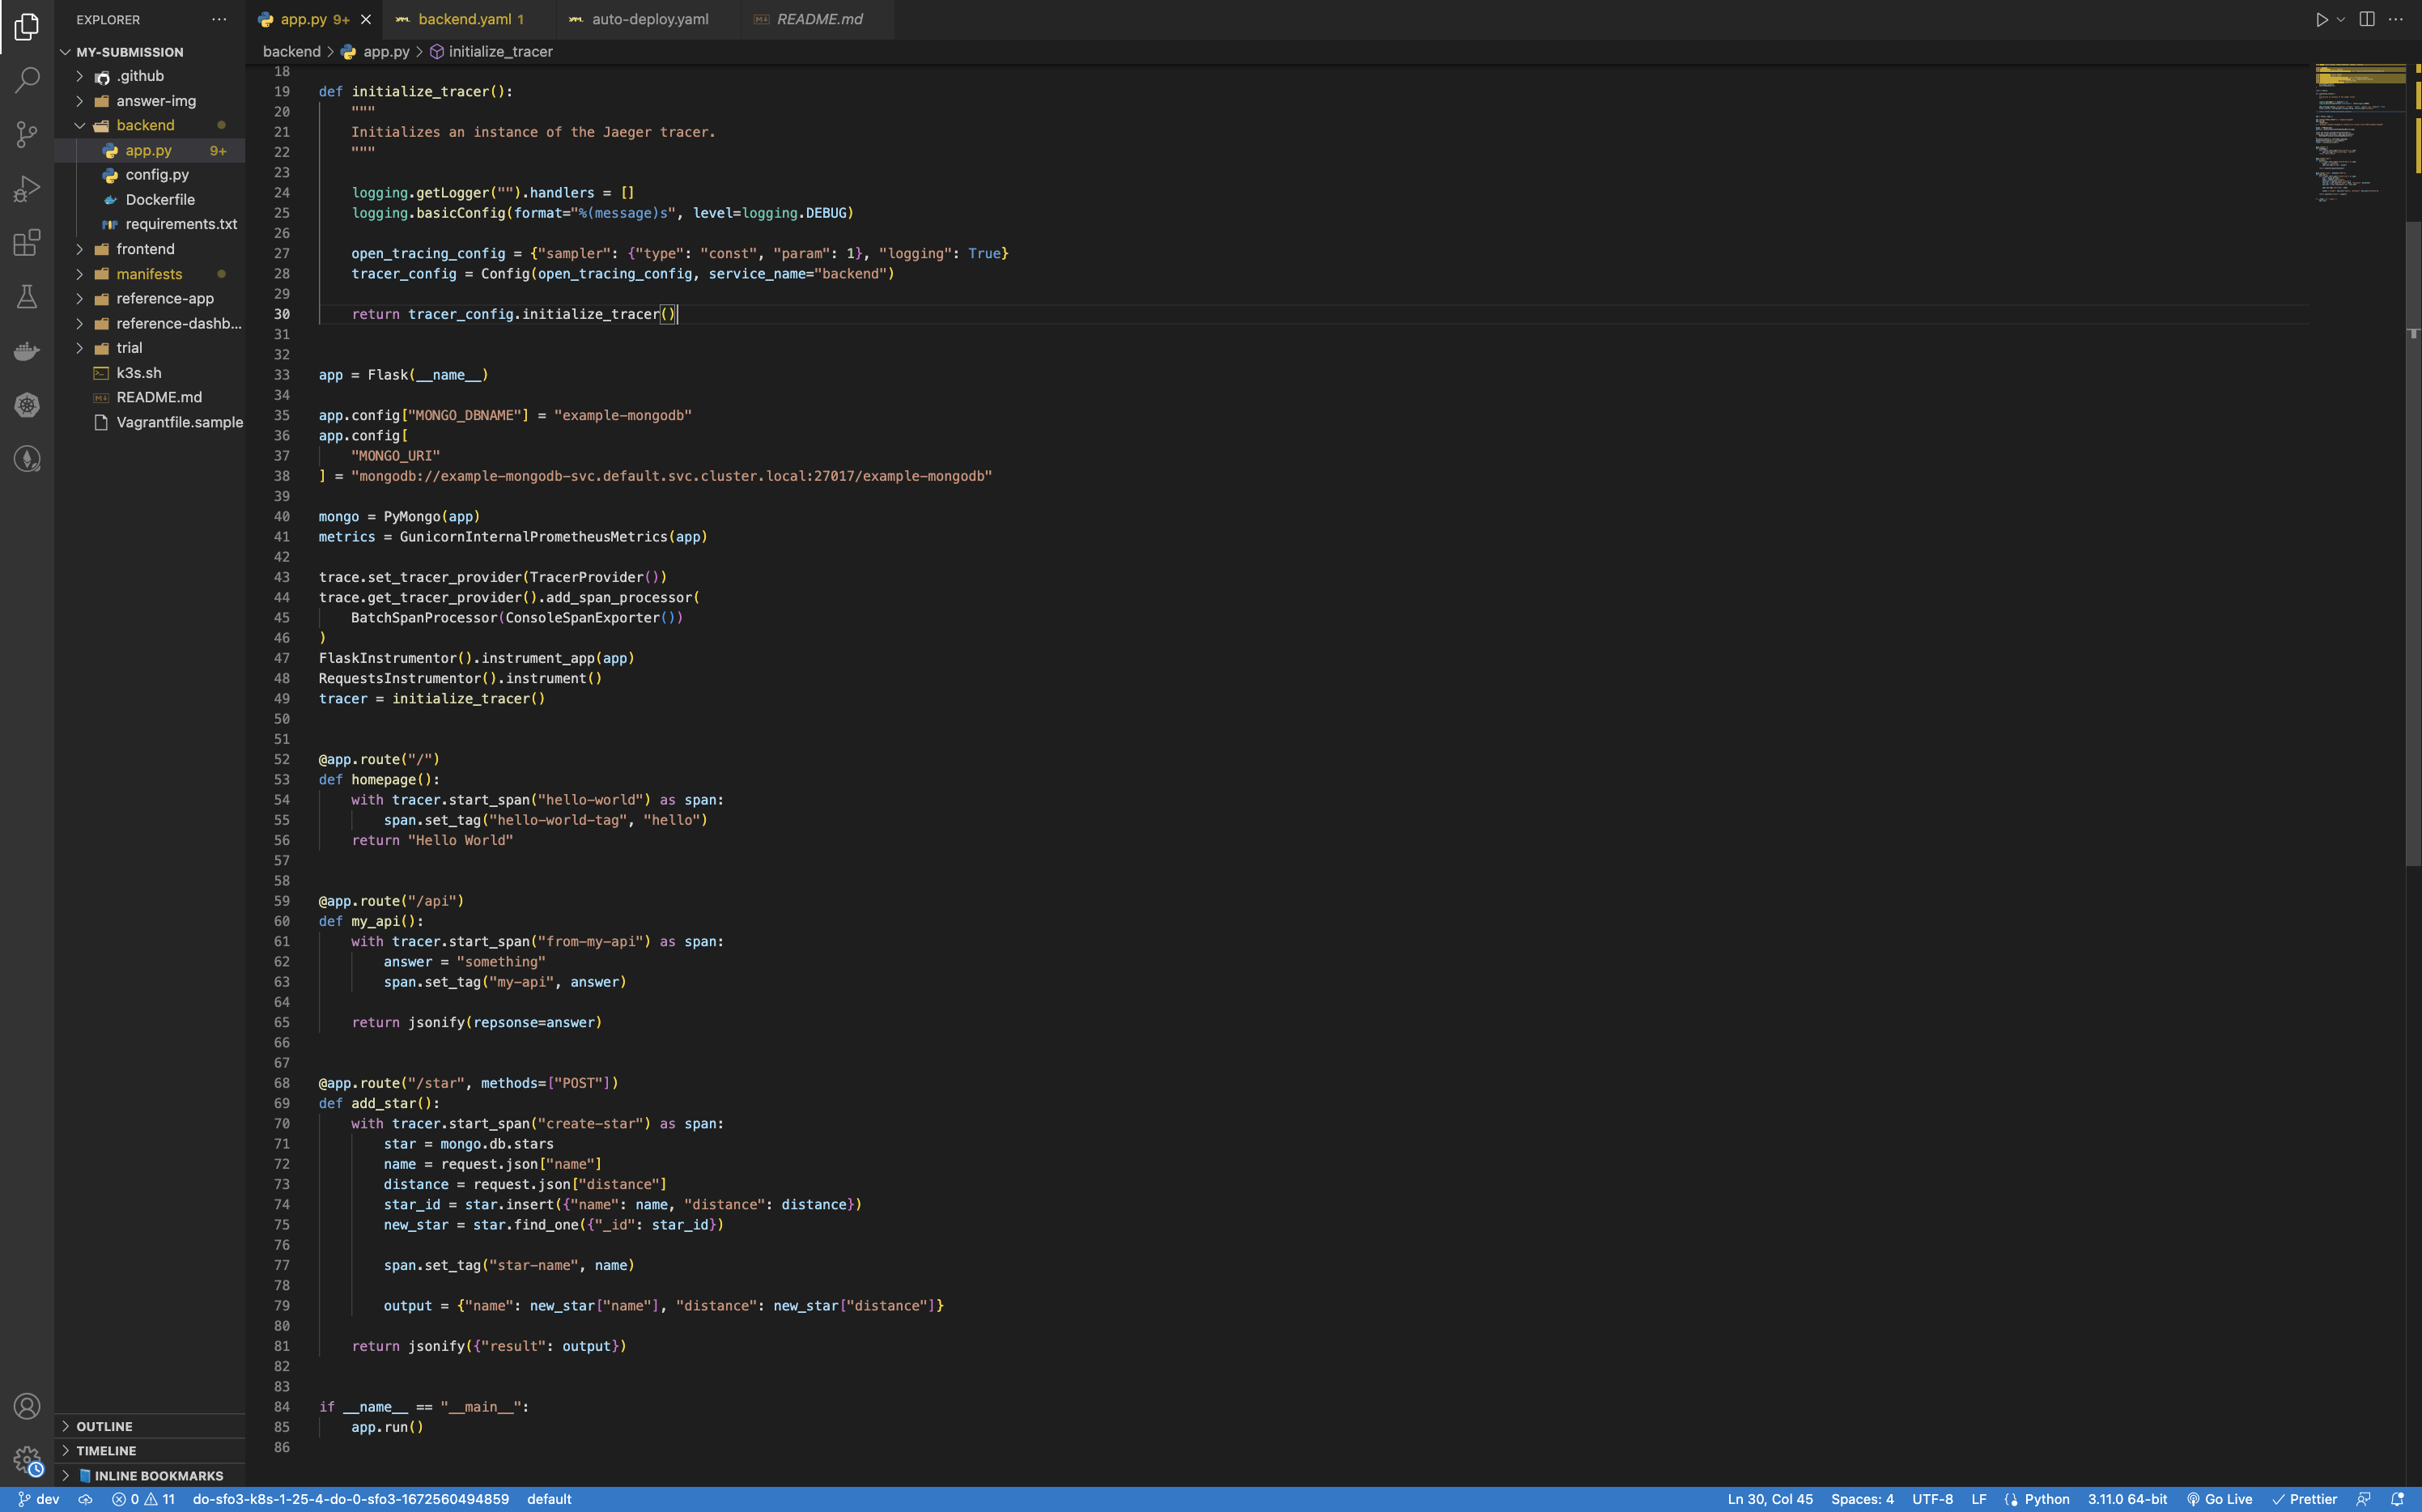 EXPLORER
MY-SUBMISSION
.github
answer-img
backend
app.py 9+
config.py
Dockerfile
requirements.txt
frontend
manifests
reference-app
reference-dashb...
trial
k3s.sh
README.md
Vagrantfile.sample
OUTLINE
TIMELINE
INLINE BOOKMARKS
app.py 9+ backend.yaml 1 auto-deploy.yaml README.md
backend > app.py > initialize_tracer
18
19 def initialize_tracer():
20 """
21 Initializes an instance of the Jaeger tracer.
22 """
23
24 logging.getLogger("").handlers = []
25 logging.basicConfig(format="%(message)s", level=logging.DEBUG)
26
27 open_tracing_config = {"sampler": {"type": "const", "param": 1}, "logging": True}
28 tracer_config = Config(open_tracing_config, service_name="backend")
29
30 return tracer_config.initialize_tracer()
31
32
33 app = Flask(__name__)
34
35 app.config["MONGO_DBNAME"] = "example-mongodb"
36 app.config[
37 "MONGO_URI"
38 ] = "mongodb://example-mongodb-svc.default.svc.cluster.local:27017/example-mongodb"
39
40 mongo = PyMongo(app)
41 metrics = GunicornInternalPrometheusMetrics(app)
42
43 trace.set_tracer_provider(TracerProvider())
44 trace.get_tracer_provider().add_span_processor(
45 BatchSpanProcessor(ConsoleSpanExporter())
46 )
47 FlaskInstrumentor().instrument_app(app)
48 RequestsInstrumentor().instrument()
49 tracer = initialize_tracer()
50
51
52 @app.route("/")
53 def homepage():
54 with tracer.start_span("hello-world") as span:
55 span.set_tag("hello-world-tag", "hello")
56 return "Hello World"
57
58
59 @app.route("/api")
60 def my_api():
61 with tracer.start_span("from-my-api") as span:
62 answer = "something"
63 span.set_tag("my-api", answer)
64
65 return jsonify(repsonse=answer)
66
67
68 @app.route("/star", methods=["POST"])
69 def add_star():
70 with tracer.start_span("create-star") as span:
71 star = mongo.db.stars
72 name = request.json["name"]
73 distance = request.json["distance"]
74 star_id = star.insert({"name": name, "distance": distance})
75 new_star = star.find_one({"_id": star_id})
76
77 span.set_tag("star-name", name)
78
79 output = {"name": new_star["name"], "distance": new_star["distance"]}
80
81 return jsonify({"result": output})
82
83
84 if __name__ == "__main__":
85 app.run()
86
dev 0 11 do-sfo3-k8s-1-25-4-do-0-sfo3-1672560494859 default Ln 30, Col 45 Spaces: 4 UTF-8 LF Python 3.11.0 64-bit Go Live Prettier